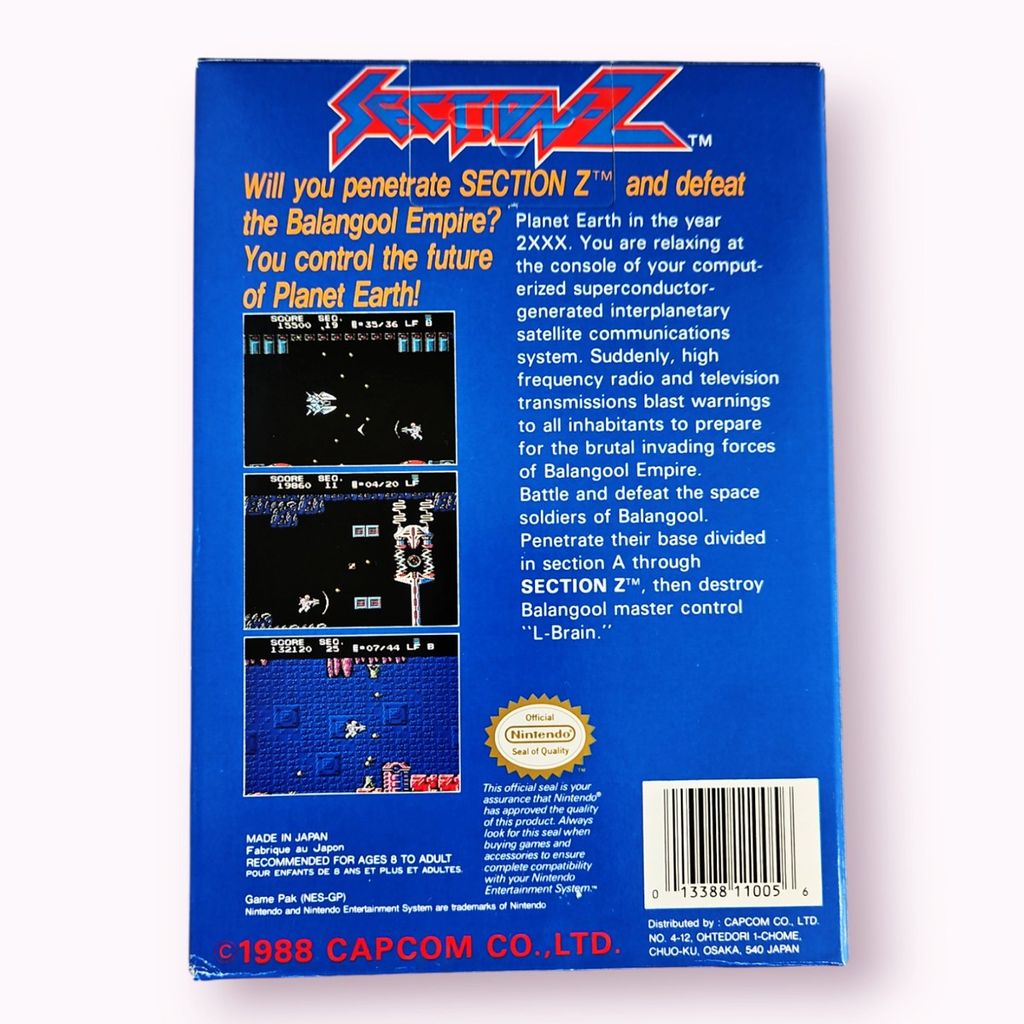 SECTION-Z™
Will you penetrate SECTION Z™ and defeat
the Balangool Empire?
You control the future
of Planet Earth!
Planet Earth in the year
2XXX. You are relaxing at
the console of your comput-
erized superconductor-
generated interplanetary
satellite communications
system. Suddenly, high
frequency radio and television
transmissions blast warnings
to all inhabitants to prepare
for the brutal invading forces
of Balangool Empire.
Battle and defeat the space
soldiers of Balangool.
Penetrate their base divided
in section A through
SECTION Z™, then destroy
Balangool master control
"L-Brain."
SCORE SEC.
15500 19 E=35/36 LF
SCORE SEC.
19860 11 E=04/20 LF
SCORE SEC.
132120 25 E=07/44 LF B
Official
Nintendo®
Seal of Quality
™
This official seal is your
assurance that Nintendo®
has approved the quality
of this product. Always
look for this seal when
buying games and
accessories to ensure
complete compatibility
with your Nintendo
Entertainment System.™
MADE IN JAPAN
Fabrique au Japon
RECOMMENDED FOR AGES 8 TO ADULT
POUR ENFANTS DE 8 ANS ET PLUS ET ADULTES.
Game Pak (NES-GP)
Nintendo and Nintendo Entertainment System are trademarks of Nintendo
©1988 CAPCOM CO.,LTD.
0 13388 11005 6
Distributed by : CAPCOM CO., LTD.
NO. 4-12, OHTEDORI 1-CHOME,
CHUO-KU, OSAKA, 540 JAPAN